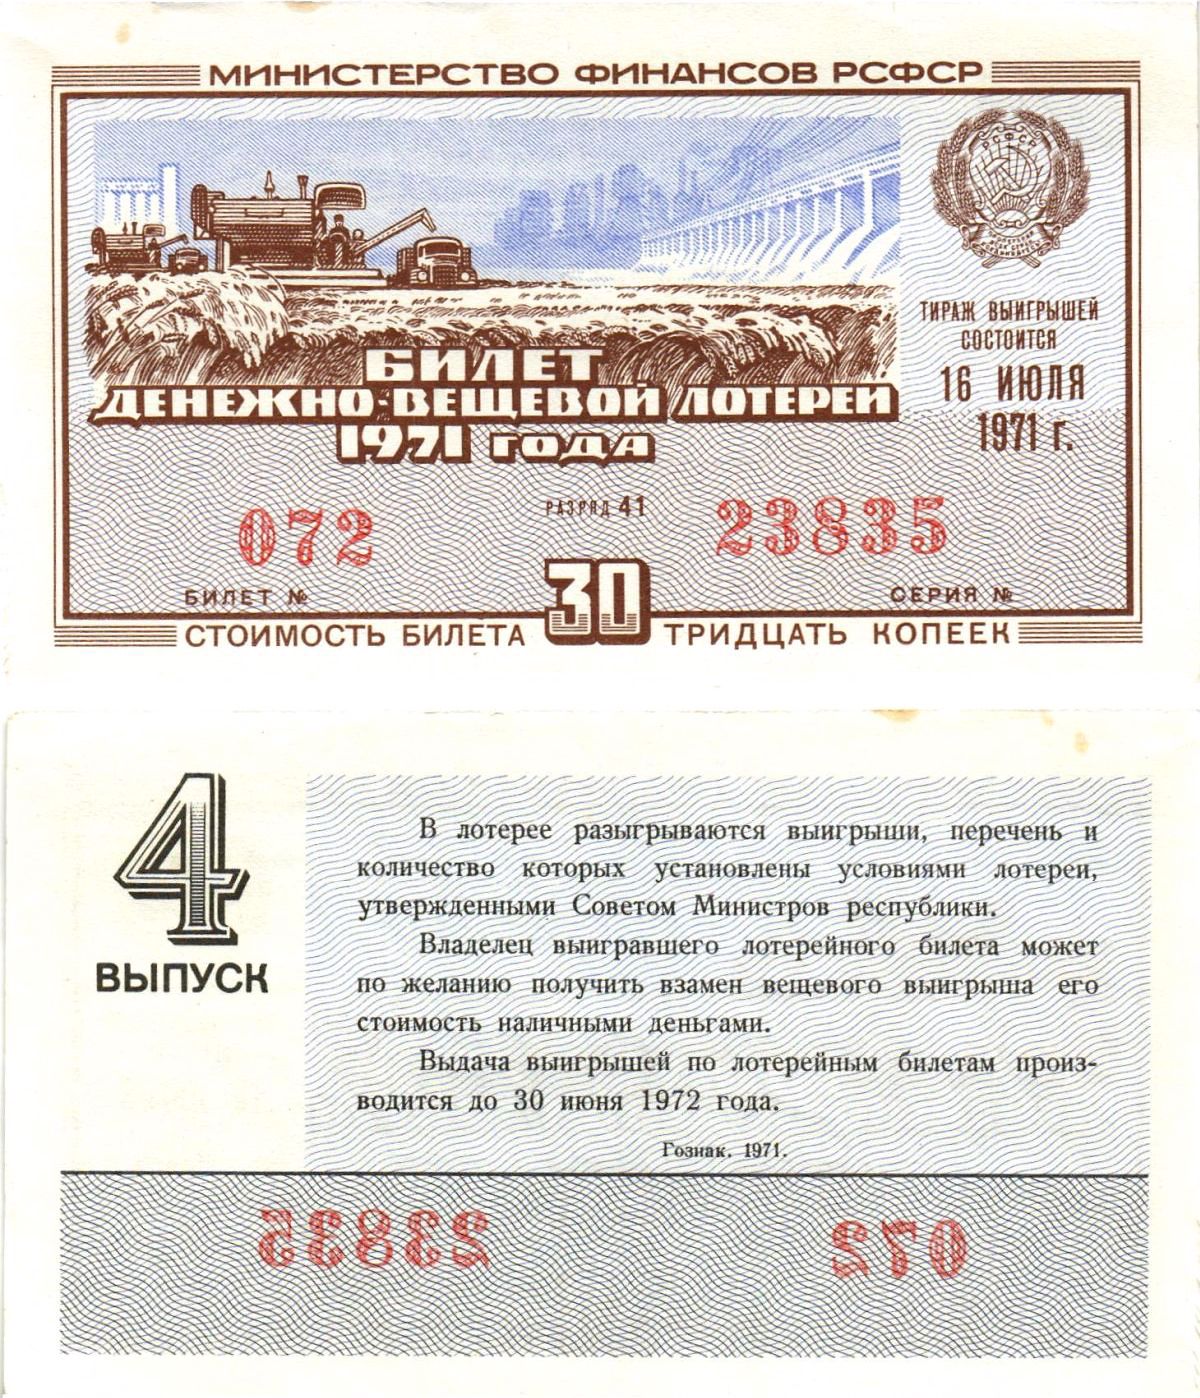 МИНИСТЕРСТВО ФИНАНСОВ РСФСР
РСФСР
ТИРАЖ ВЫИГРЫШЕЙ
СОСТОИТСЯ
16 ИЮЛЯ
1971 г.
БИЛЕТ
ДЕНЕЖНО-ВЕЩЕВОЙ ЛОТЕРЕИ
1971 ГОДА
РАЗРЯД 41
072
23835
БИЛЕТ №
СЕРИЯ №
СТОИМОСТЬ БИЛЕТА 30 ТРИДЦАТЬ КОПЕЕК
4
ВЫПУСК
В лотерее разыгрываются выигрыши, перечень и
количество которых установлены условиями лотереи,
утвержденными Советом Министров республики.
Владелец выигравшего лотерейного билета может
по желанию получить взамен вещевого выигрыша его
стоимость наличными деньгами.
Выдача выигрышей по лотерейным билетам произ-
водится до 30 июня 1972 года.
Гознак. 1971.
23835
072